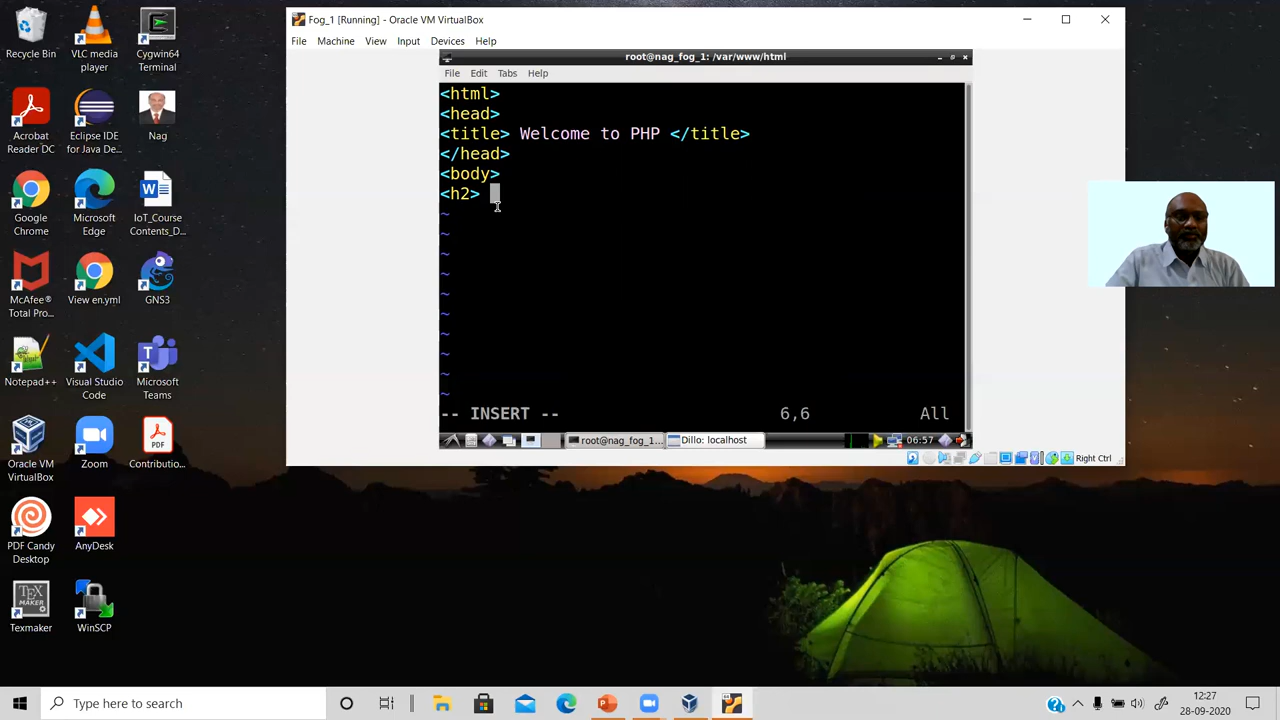 Fog_1 [Running] - Oracle VM VirtualBox
File Machine View Input Devices Help
root@nag_fog_1: /var/www/html
File Edit Tabs Help
<html>
<head>
<title> Welcome to PHP </title>
</head>
<body>
<h2>
~
~
~
~
~
~
~
~
~
~
-- INSERT -- 6,6 All
root@nag_fog_1... Dillo: localhost 06:57
Right Ctrl
Recycle Bin
VLC media
player
Cygwin64
Terminal
Acrobat
Reader DC
Eclipse IDE
for Java De...
Nag
Google
Chrome
Microsoft
Edge
IoT_Course
Contents_D...
McAfee®
Total Pro...
View en.yml
GNS3
Notepad++
Visual Studio
Code
Microsoft
Teams
Oracle VM
VirtualBox
Zoom
PDF
Contributio...
PDF Candy
Desktop
AnyDesk
TEX
MAKER
Texmaker
WinSCP
Type here to search
12:27
28-09-2020